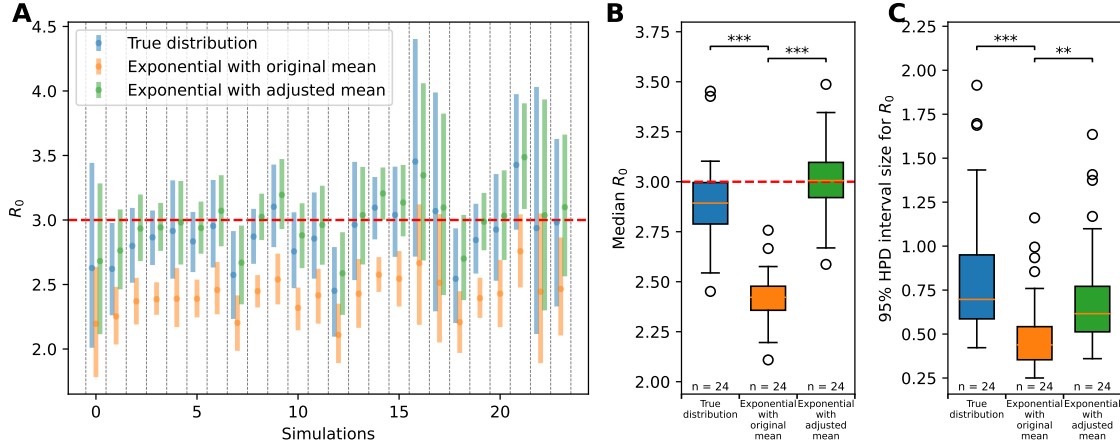 A
4.5
4.0
3.5
3.0
2.5
2.0
R0
True distribution
Exponential with original mean
Exponential with adjusted mean
0
5
10
15
20
Simulations
B
3.75
3.50
3.25
3.00
2.75
2.50
2.25
2.00
Median R0
***
***
n = 24
n = 24
n = 24
True
distribution
Exponential
with
original
mean
Exponential
with
adjusted
mean
C
2.25
2.00
1.75
1.50
1.25
1.00
0.75
0.50
0.25
95% HPD interval size for R0
***
**
n = 24
n = 24
n = 24
True
distribution
Exponential
with
original
mean
Exponential
with
adjusted
mean